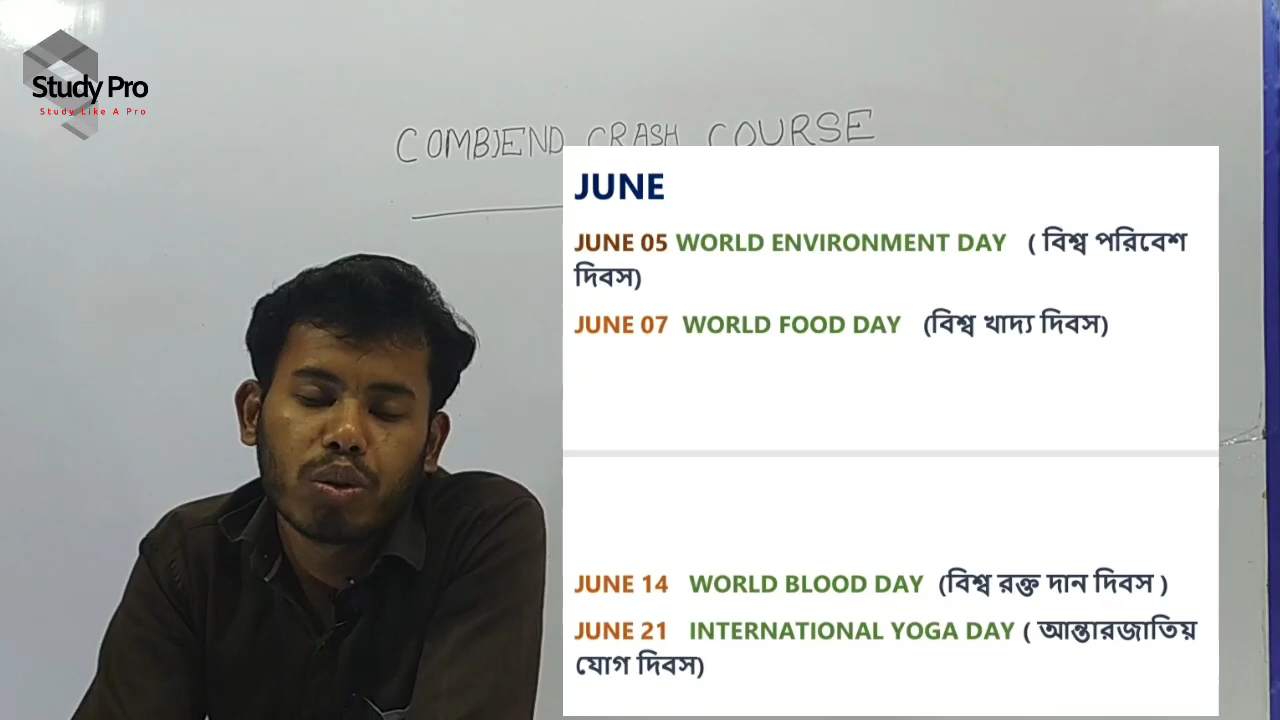 Study Pro
Study Like A Pro
COMBIEND CRASH COURSE
JUNE
JUNE 05 WORLD ENVIRONMENT DAY ( বিশ্ব পরিবেশ
দিবস)
JUNE 07 WORLD FOOD DAY (বিশ্ব খাদ্য দিবস)
JUNE 14 WORLD BLOOD DAY (বিশ্ব রক্ত দান দিবস )
JUNE 21 INTERNATIONAL YOGA DAY ( আন্তারজাতিয়
যোগ দিবস)